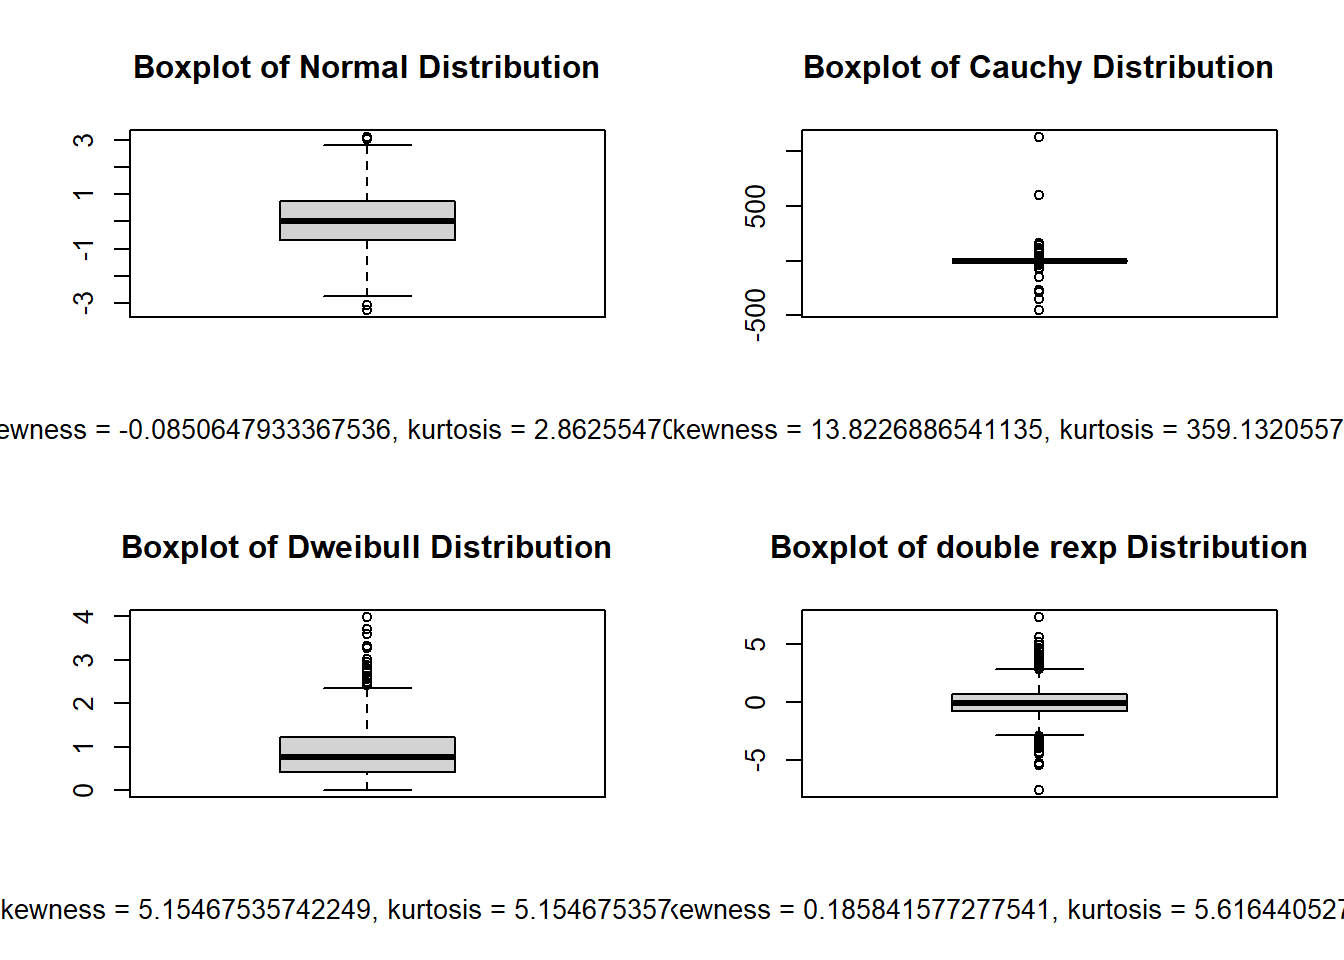 Boxplot of Normal Distribution
3
1
-1
-3
ewness = -0.0850647933367536, kurtosis = 2.86255470
Boxplot of Cauchy Distribution
500
-500
kewness = 13.8226886541135, kurtosis = 359.1320557
Boxplot of Dweibull Distribution
4
3
2
1
0
kewness = 5.15467535742249, kurtosis = 5.154675357
Boxplot of double rexp Distribution
5
0
-5
kewness = 0.185841577277541, kurtosis = 5.616440527